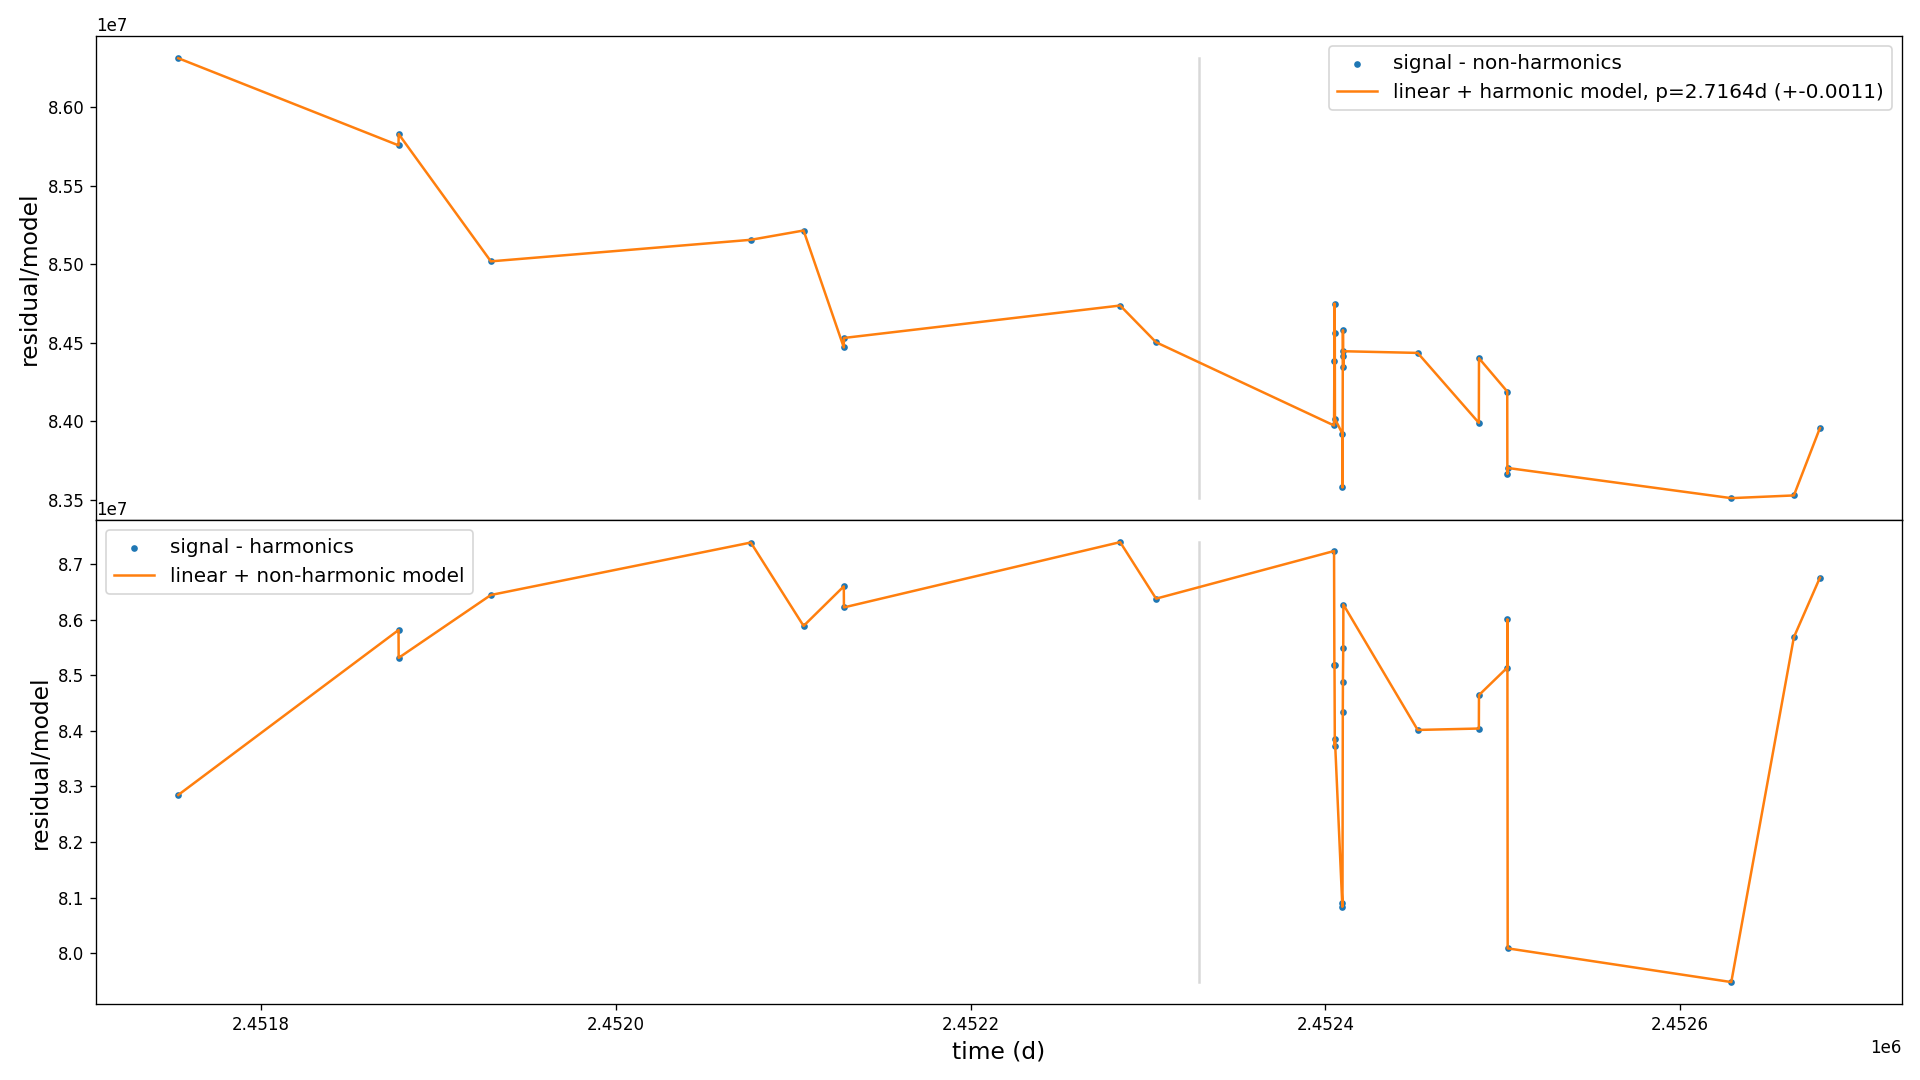 1e7
signal - non-harmonics
linear + harmonic model, p=2.7164d (+-0.0011)
8.60
8.55
8.50
8.45
8.40
8.35
residual/model
1e7
signal - harmonics
linear + non-harmonic model
8.7
8.6
8.5
8.4
8.3
8.2
8.1
8.0
residual/model
2.4518
2.4520
2.4522
2.4524
2.4526
time (d)
1e6